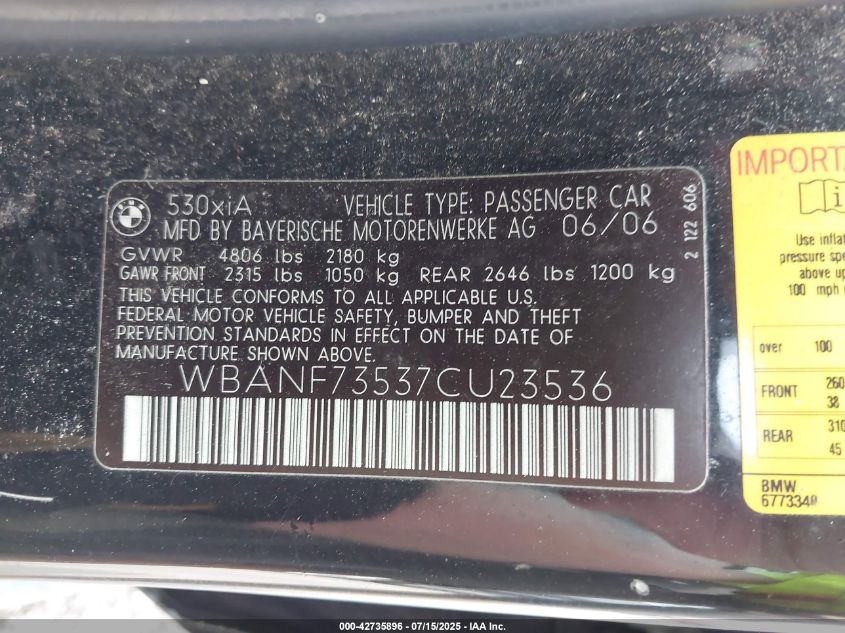 BMW
530xiA VEHICLE TYPE: PASSENGER CAR
MFD BY BAYERISCHE MOTORENWERKE AG 06/06
GVWR 4806 lbs 2180 kg
GAWR FRONT 2315 lbs 1050 kg REAR 2646 lbs 1200 kg
THIS VEHICLE CONFORMS TO ALL APPLICABLE U.S.
FEDERAL MOTOR VEHICLE SAFETY, BUMPER AND THEFT
PREVENTION STANDARDS IN EFFECT ON THE DATE OF
MANUFACTURE SHOWN ABOVE.
WBANF73537CU23536
2 122 606
IMPORTA
i
Use inflat
pressure spe
above up
100 mph
over 100
FRONT 260
38
REAR 310
45
BMW
6773340
000-42735896 - 07/15/2025 - IAA Inc.